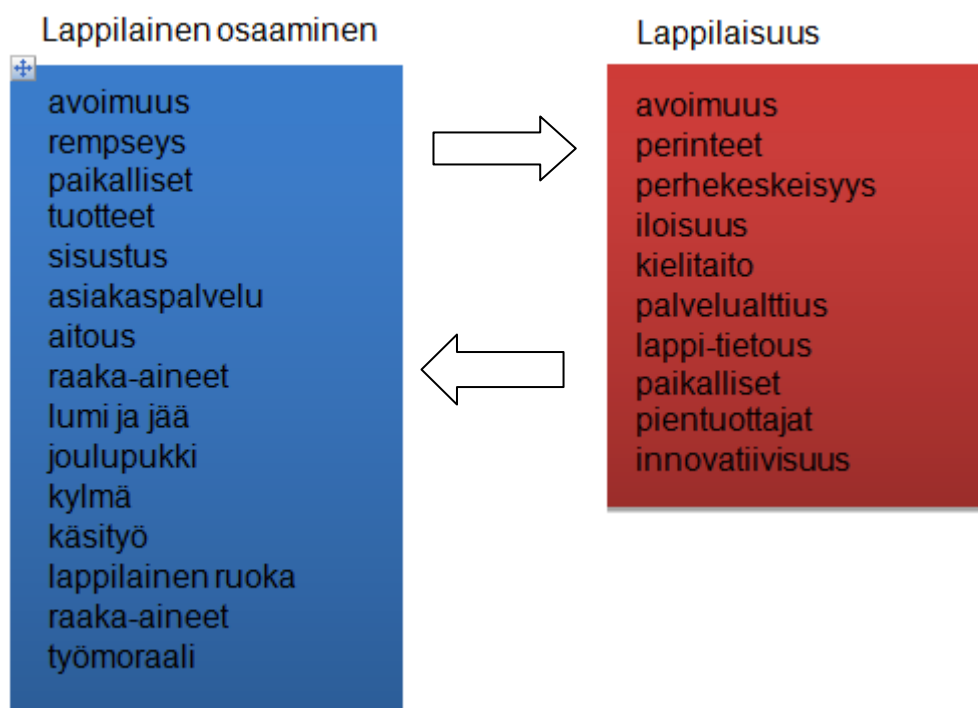 Lappilainen osaaminen
avoimuus
rempseys
paikalliset
tuotteet
sisustus
asiakaspalvelu
aitous
raaka-aineet
lumi ja jää
joulupukki
kylmä
käsityö
lappilainen ruoka
raaka-aineet
työmoraali
Lappilaisuus
avoimuus
perinteet
perhekeskeisyys
iloisuus
kielitaito
palvelualttius
lappi-tietous
paikalliset
pientuottajat
innovatiivisuus